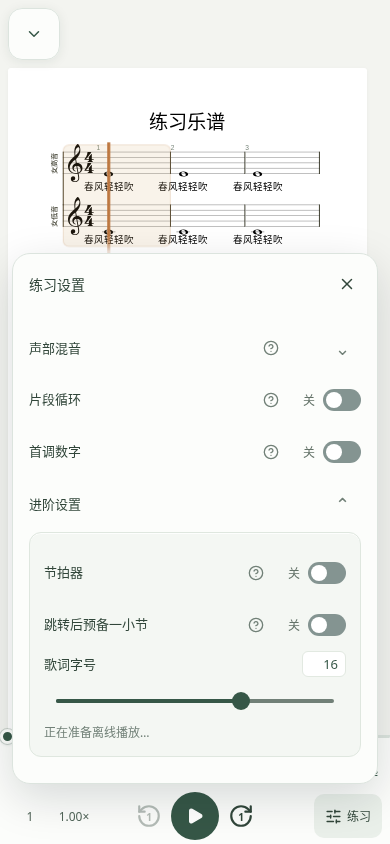 练习乐谱
1 2 3
女高音
春风轻轻吹 春风轻轻吹 春风轻轻吹
女低音
春风轻轻吹 春风轻轻吹 春风轻轻吹
练习设置
声部混音
片段循环 关
首调数字 关
进阶设置
节拍器 关
跳转后预备一小节 关
歌词字号 16
正在准备离线播放...
1 1.00× 1 1 练习